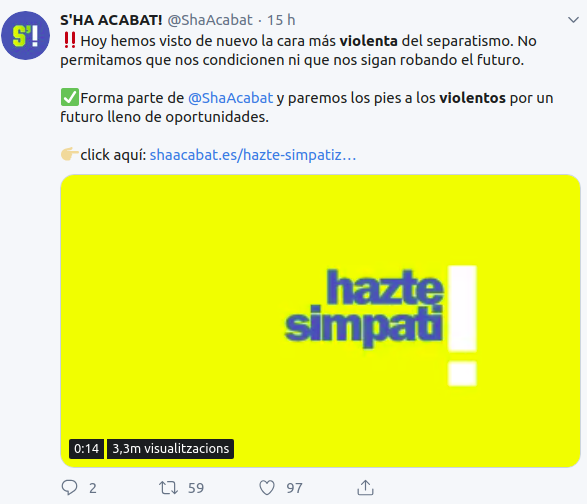 S'! S'HA ACABAT! @ShaAcabat · 15 h
‼Hoy hemos visto de nuevo la cara más violenta del separatismo. No
permitamos que nos condicionen ni que nos sigan robando el futuro.
✅Forma parte de @ShaAcabat y paremos los pies a los violentos por un
futuro lleno de oportunidades.
👉click aquí: shaacabat.es/hazte-simpatiz…
hazte
simpati!
0:14 3,3m visualitzacions
2 59 97